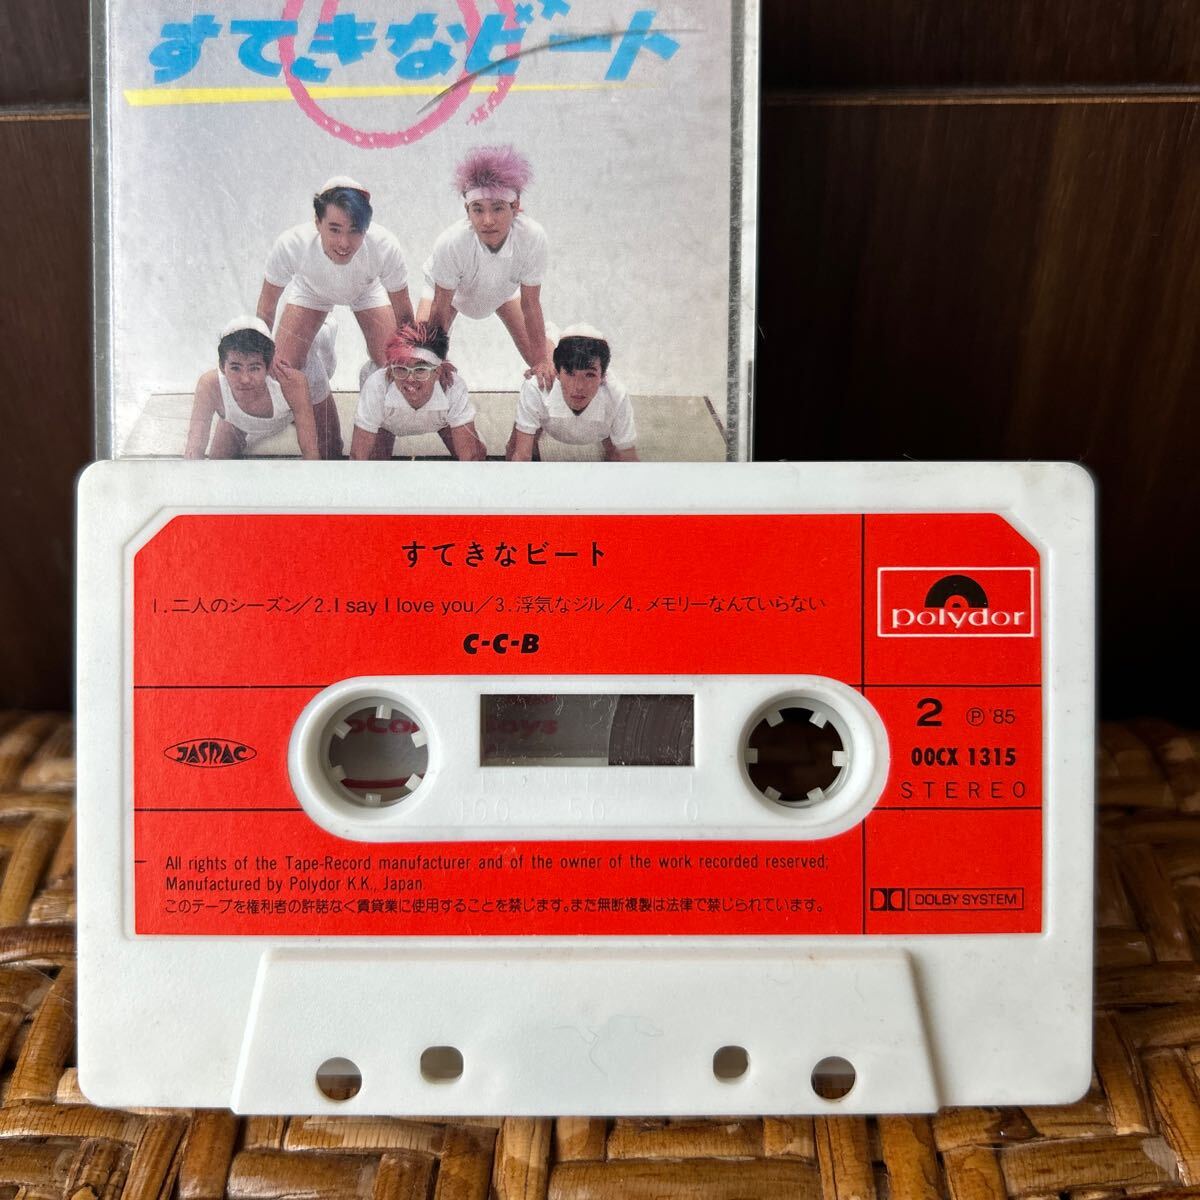 すてきなビート
すてきなビート
1.二人のシーズン/2.I say I love you/3.浮気なジル/4.メモリーなんていらない
C-C-B
polydor
JASRAC
2 Ⓟ'85
00CX 1315
STEREO
100 50 0
All rights of the Tape-Record manufacturer and of the owner of the work recorded reserved;
Manufactured by Polydor K.K., Japan.
このテープを権利者の許諾なく賃貸業に使用することを禁じます。また無断複製は法律で禁じられています。
DOLBY SYSTEM